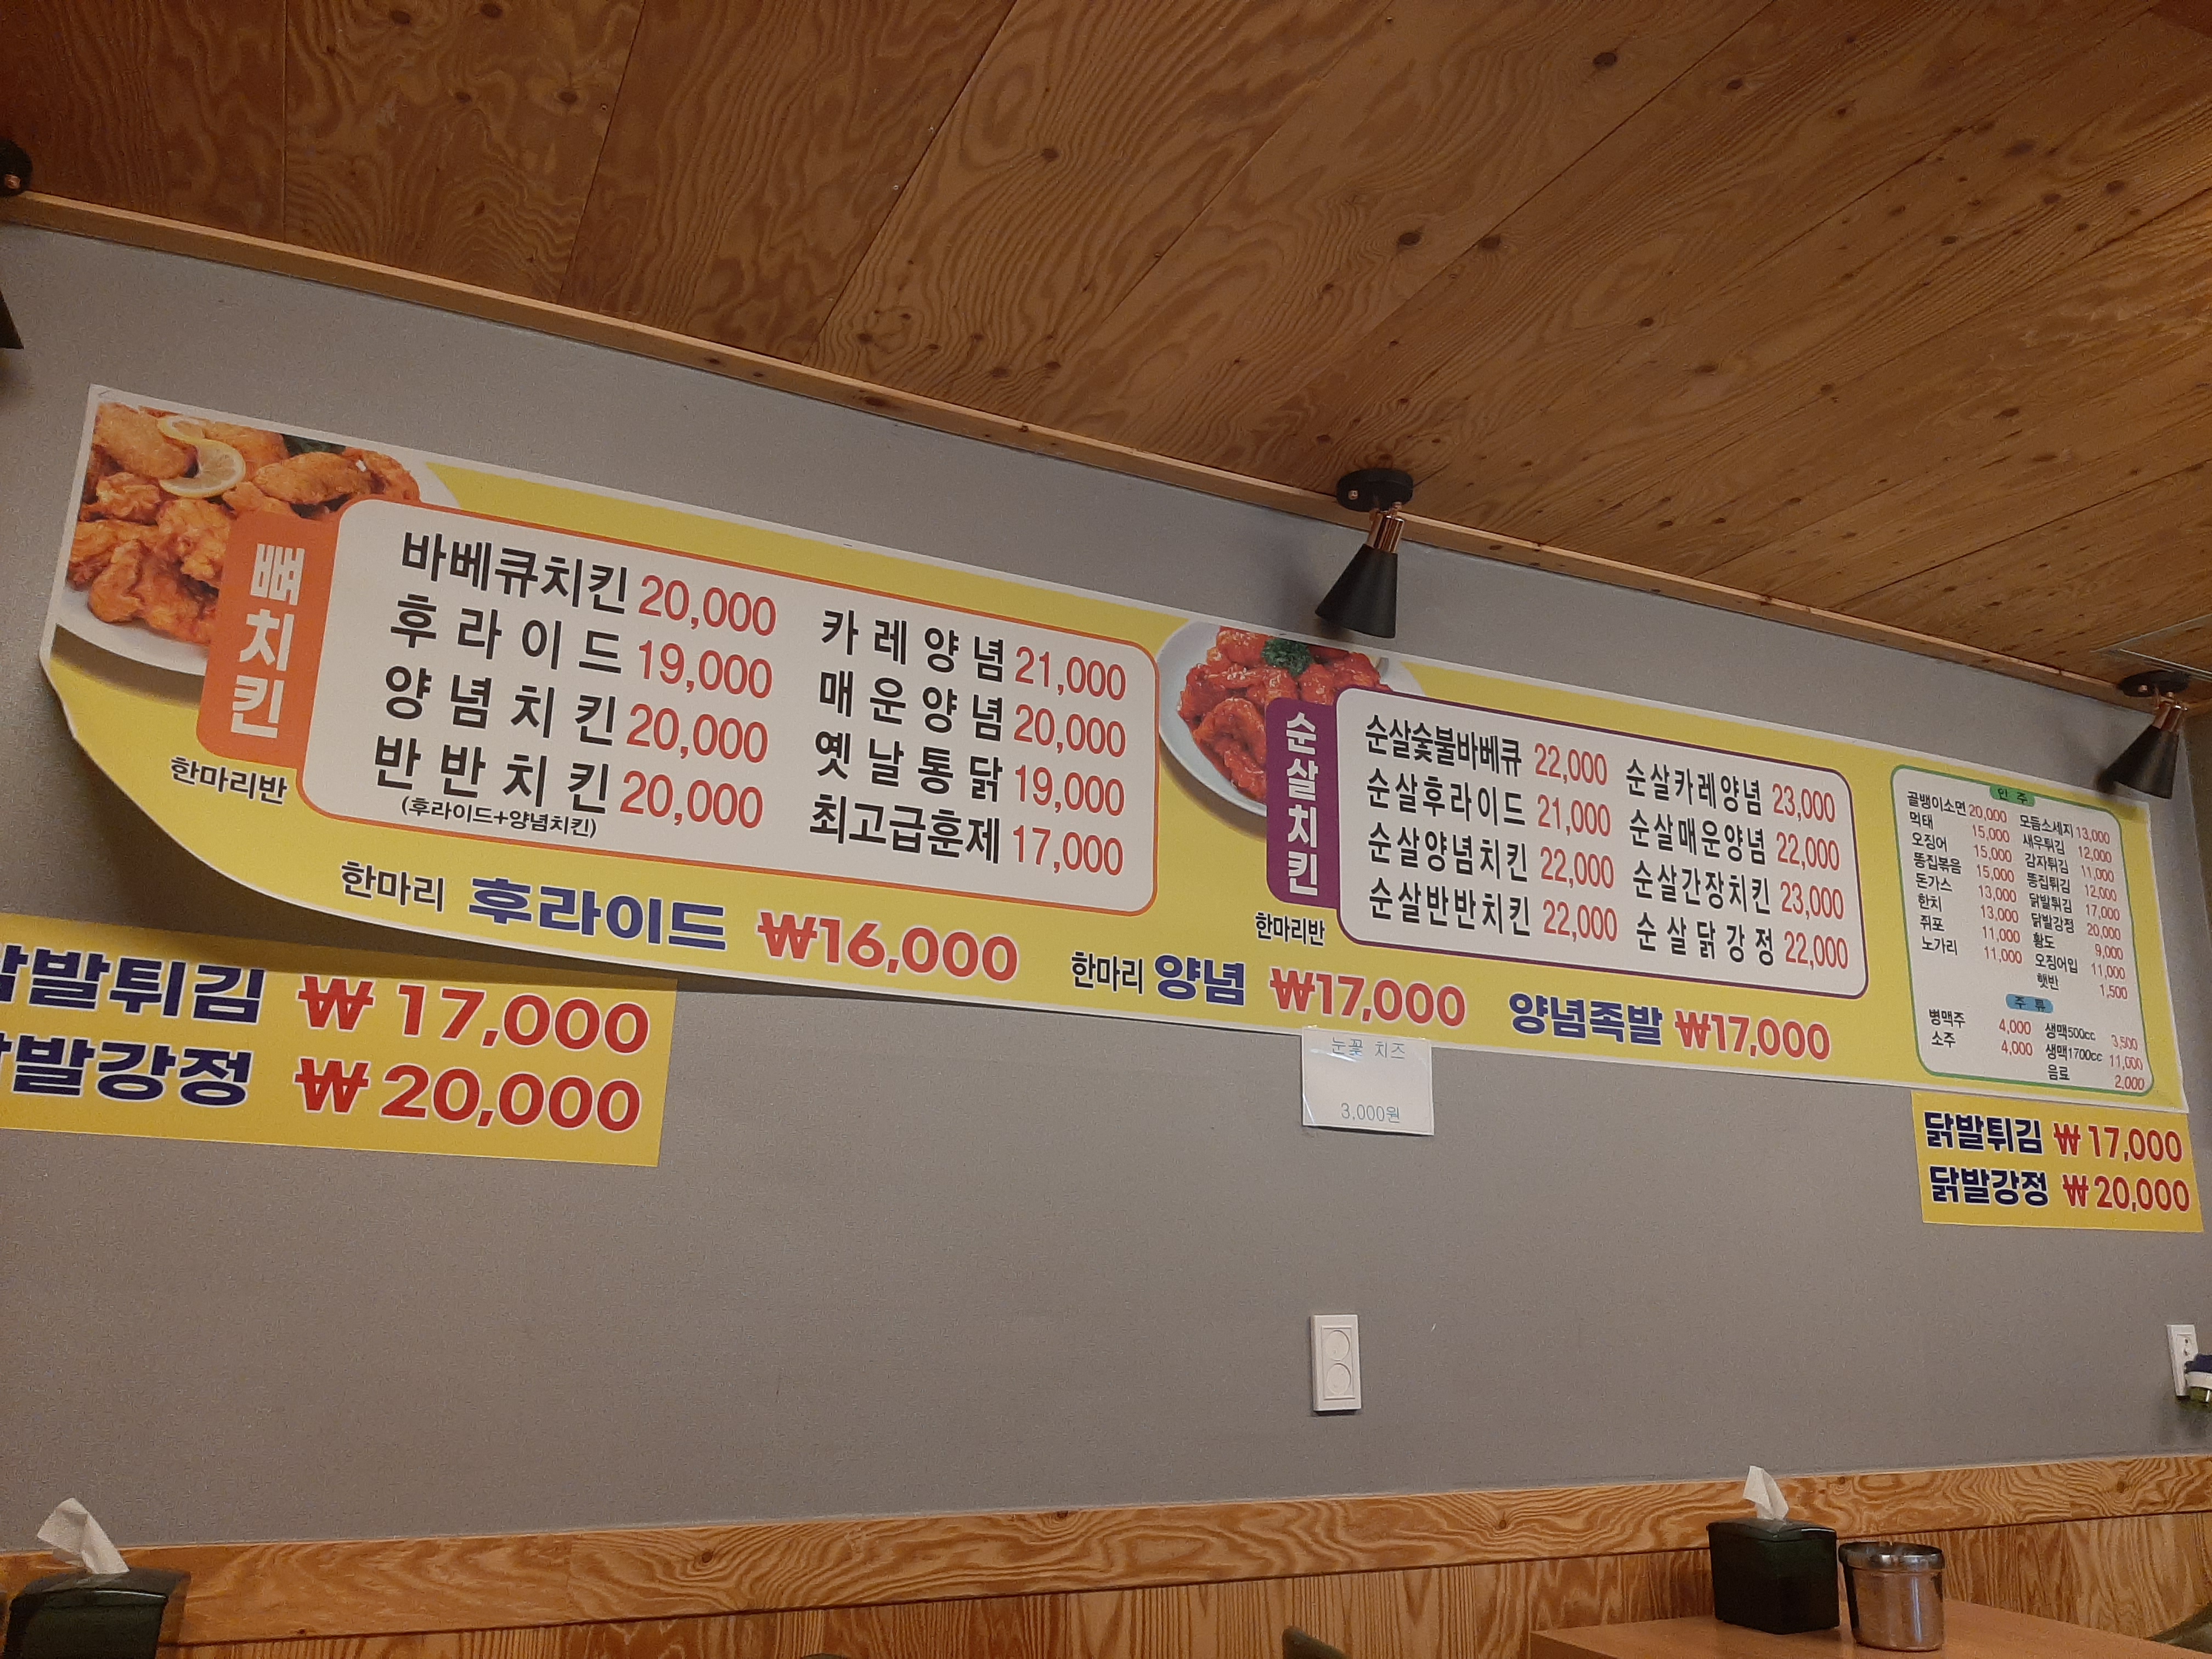 뼈치킨
한마리반
바베큐치킨 20,000
후라이드 19,000
양념치킨 20,000
반반치킨 20,000
(후라이드+양념치킨)
카레양념 21,000
매운양념 20,000
옛날통닭 19,000
최고급훈제 17,000
순살치킨
한마리반
순살숯불바베큐 22,000
순살후라이드 21,000
순살양념치킨 22,000
순살반반치킨 22,000
순살카레양념 23,000
순살매운양념 22,000
순살간장치킨 23,000
순살닭강정 22,000
안주
골뱅이소면 20,000
먹태 15,000
오징어 15,000
똥집볶음 15,000
돈가스 13,000
한치 13,000
쥐포 11,000
노가리 11,000
모듬소세지 13,000
새우튀김 12,000
감자튀김 11,000
똥집튀김 12,000
닭발튀김 17,000
닭발강정 20,000
황도 9,000
오징어입 11,000
햇반 1,500
주류
병맥주 4,000
소주 4,000
생맥500cc 3,500
생맥1700cc 11,000
음료 2,000
한마리 후라이드 ₩16,000
한마리 양념 ₩17,000
양념족발 ₩17,000
닭발튀김 ₩17,000
닭발강정 ₩20,000
눈꽃 치즈
3,000원
닭발튀김 ₩17,000
닭발강정 ₩20,000